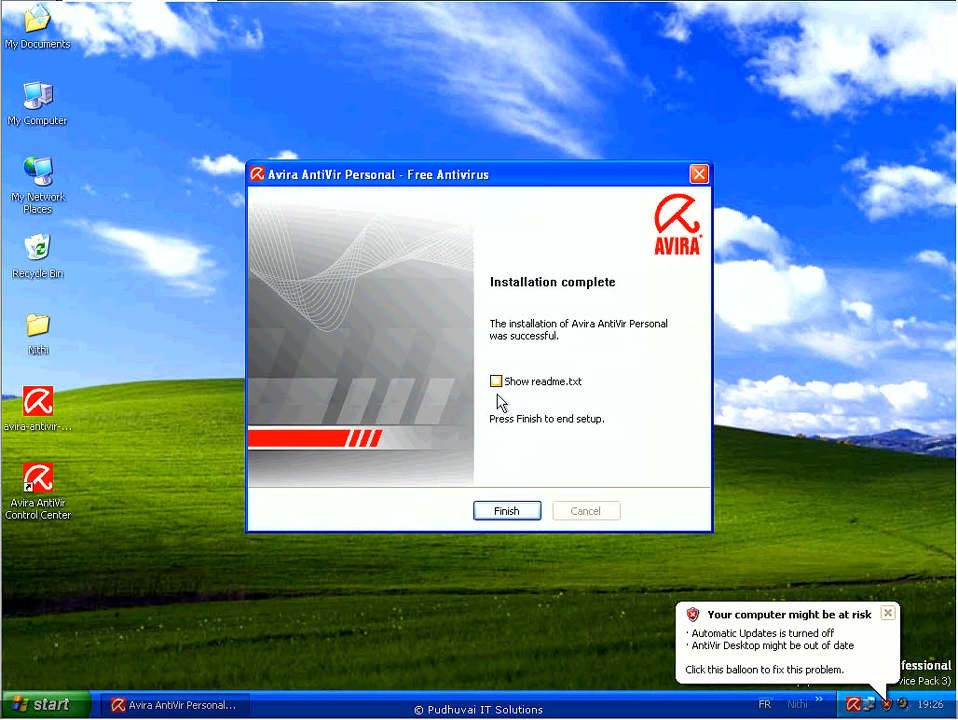 My Documents
My Computer
My Network
Places
Recycle Bin
Nithi
avira-antivir-...
Avira AntiVir
Control Center
Avira AntiVir Personal - Free Antivirus
AVIRA
Installation complete
The installation of Avira AntiVir Personal
was successful.
Show readme.txt
Press Finish to end setup.
Finish
Cancel
Your computer might be at risk
· Automatic Updates is turned off
· AntiVir Desktop might be out of date
Click this balloon to fix this problem.
fessional
vice Pack 3)
start
Avira AntiVir Personal...
© Pudhuvai IT Solutions
FR
Nithi
»
19:26